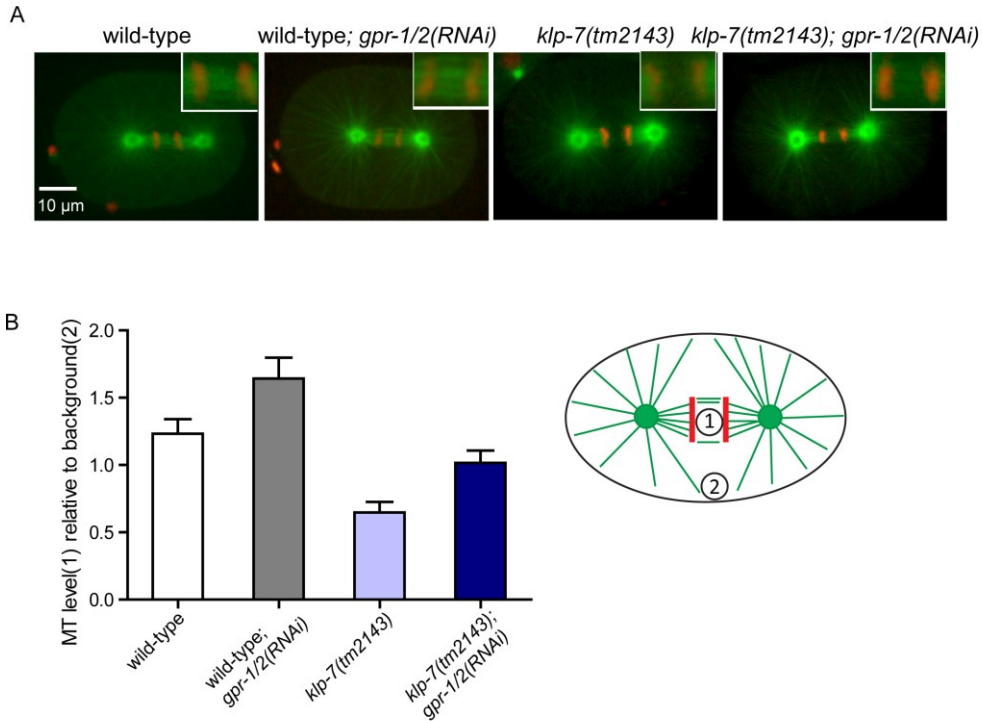 A
wild-type
wild-type; gpr-1/2(RNAi)
klp-7(tm2143)
klp-7(tm2143); gpr-1/2(RNAi)
10 µm
B
MT level(1) relative to background(2)
2.0
1.5
1.0
0.5
0.0
wild-type
wild-type;
gpr-1/2(RNAi)
klp-7(tm2143)
klp-7(tm2143);
gpr-1/2(RNAi)
1
2